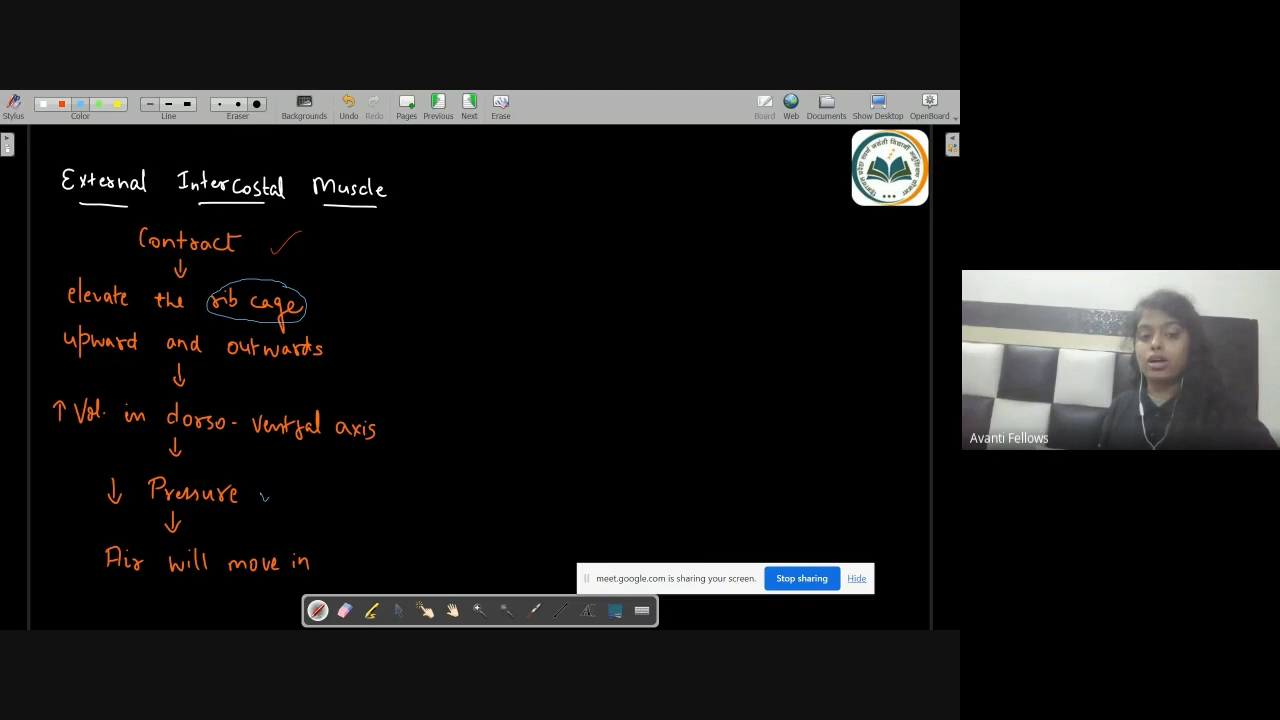 Stylus
Color
Line
Eraser
Backgrounds
Undo
Redo
Pages
Previous
Next
Erase
Board
Web
Documents
Show Desktop
OpenBoard
External Intercostal Muscle
Contract ✓
↓
elevate the rib cage
upward and outwards
↓
↑ Vol. in dorso-ventral axis
↓
↓ Pressure
↓
Air will move in
meet.google.com is sharing your screen.
Stop sharing
Hide
Avanti Fellows